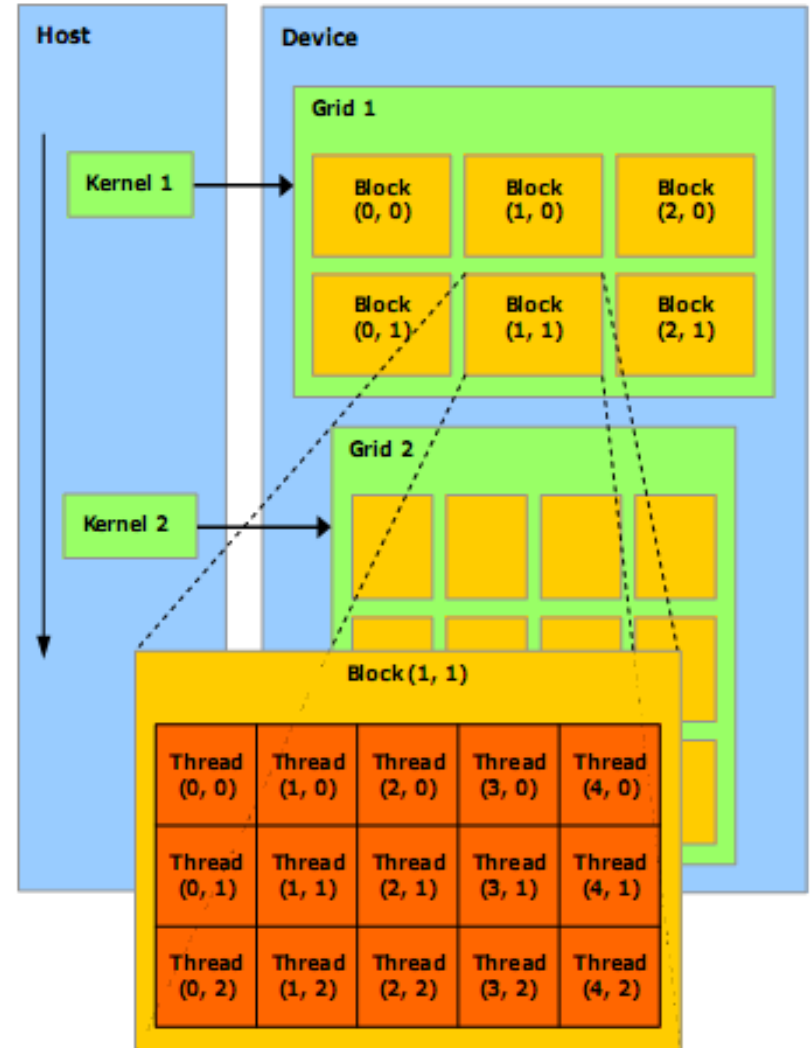 Host
Device
Grid 1
Kernel 1
Block
(0, 0)
Block
(1, 0)
Block
(2, 0)
Block
(0, 1)
Block
(1, 1)
Block
(2, 1)
Grid 2
Kernel 2
Block (1, 1)
Thread
(0, 0)
Thread
(1, 0)
Thread
(2, 0)
Thread
(3, 0)
Thread
(4, 0)
Thread
(0, 1)
Thread
(1, 1)
Thread
(2, 1)
Thread
(3, 1)
Thread
(4, 1)
Thread
(0, 2)
Thread
(1, 2)
Thread
(2, 2)
Thread
(3, 2)
Thread
(4, 2)